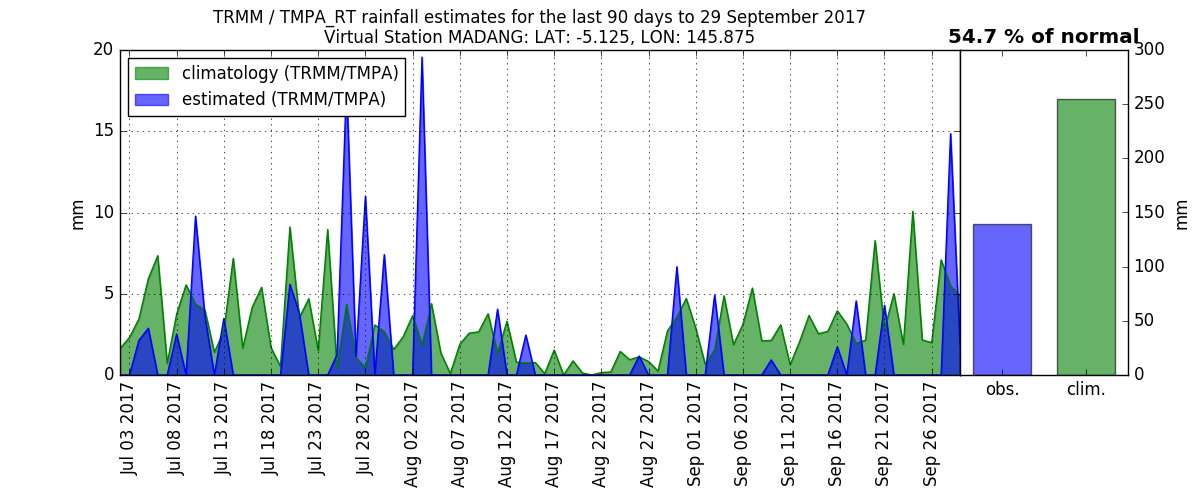 TRMM / TMPA_RT rainfall estimates for the last 90 days to 29 September 2017
Virtual Station MADANG: LAT: -5.125, LON: 145.875
54.7 % of normal
climatology (TRMM/TMPA)
estimated (TRMM/TMPA)
mm
20
15
10
5
0
Jul 03 2017
Jul 08 2017
Jul 13 2017
Jul 18 2017
Jul 23 2017
Jul 28 2017
Aug 02 2017
Aug 07 2017
Aug 12 2017
Aug 17 2017
Aug 22 2017
Aug 27 2017
Sep 01 2017
Sep 06 2017
Sep 11 2017
Sep 16 2017
Sep 21 2017
Sep 26 2017
300
250
200
150
100
50
0
mm
obs.
clim.